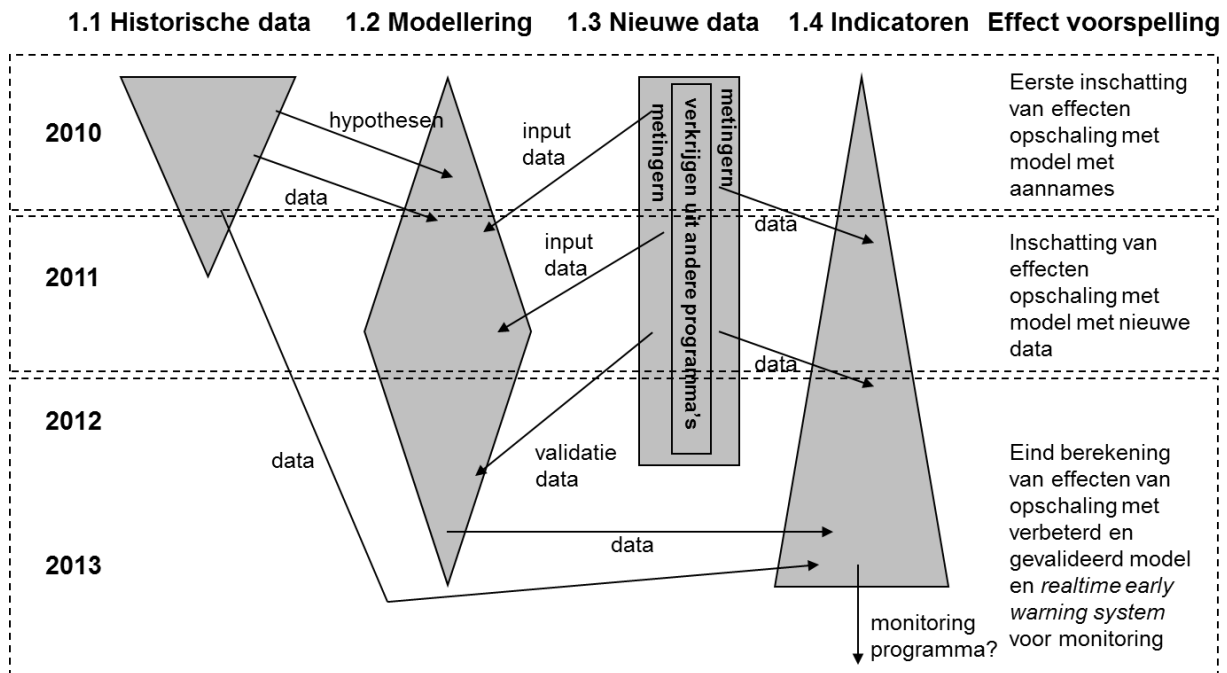 1.1 Historische data
1.2 Modellering
1.3 Nieuwe data
1.4 Indicatoren
Effect voorspelling
2010
hypothesen
data
input
data
metingern
verkrijgen uit andere programma's
metingern
data
Eerste inschatting
van effecten
opschaling met
model met
aannames
2011
input
data
data
Inschatting van
effecten
opschaling met
model met nieuwe
data
2012
data
validatie
data
2013
data
monitoring
programma?
Eind berekening
van effecten van
opschaling met
verbeterd en
gevalideerd model
en realtime early
warning system
voor monitoring